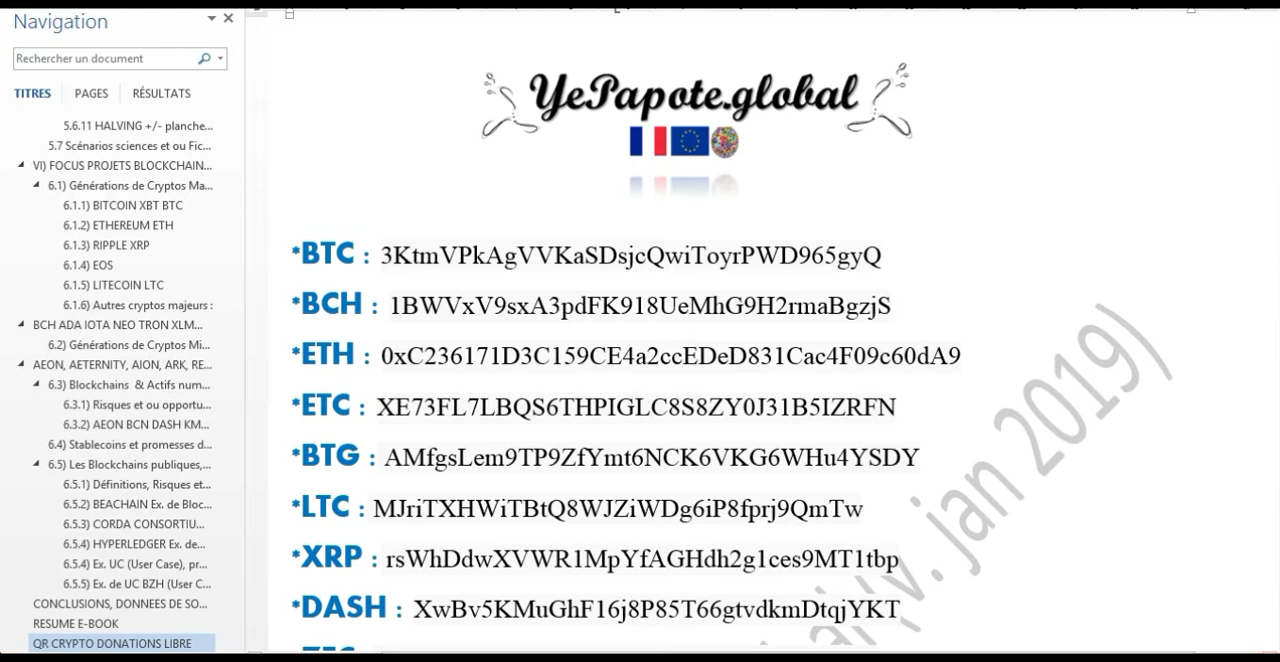 Navigation
Rechercher un document
TITRES PAGES RÉSULTATS
5.6.11 HALVING +/- planche...
5.7 Scénarios sciences et ou Fic...
VI) FOCUS PROJETS BLOCKCHAIN...
6.1) Générations de Cryptos Ma...
6.1.1) BITCOIN XBT BTC
6.1.2) ETHEREUM ETH
6.1.3) RIPPLE XRP
6.1.4) EOS
6.1.5) LITECOIN LTC
6.1.6) Autres cryptos majeurs :
BCH ADA IOTA NEO TRON XLM...
6.2) Générations de Cryptos Mi...
AEON, AETERNITY, AION, ARK, RE...
6.3) Blockchains & Actifs num...
6.3.1) Risques et ou opportu...
6.3.2) AEON BCN DASH KM...
6.4) Stablecoins et promesses d...
6.5) Les Blockchains publiques,...
6.5.1) Définitions, Risques et...
6.5.2) BEACHAIN Ex. de Bloc...
6.5.3) CORDA CONSORTIU...
6.5.4) HYPERLEDGER Ex. de...
6.5.4) Ex. UC (User Case), pr...
6.5.5) Ex. de UC BZH (User C...
CONCLUSIONS, DONNEES DE SO...
RESUME E-BOOK
QR CRYPTO DONATIONS LIBRE
YePapote.global
*BTC : 3KtmVPkAgVVKaSDsjcQwiToyrPWD965gyQ
*BCH : 1BWVxV9sxA3pdFK918UeMhG9H2rmaBgzjS
*ETH : 0xC236171D3C159CE4a2ccEDeD831Cac4F09c60dA9
*ETC : XE73FL7LBQS6THPIGLC8S8ZY0J31B5IZRFN
*BTG : AMfgsLem9TP9ZfYmt6NCK6VKG6WHu4YSDY
*LTC : MJriTXHWiTBtQ8WJZiWDg6iP8fprj9QmTw
*XRP : rsWhDdwXVWR1MpYfAGHdh2g1ces9MT1tbp
*DASH : XwBv5KMuGhF16j8P85T66gtvdkmDtqjYKT
(v. jan 2019)